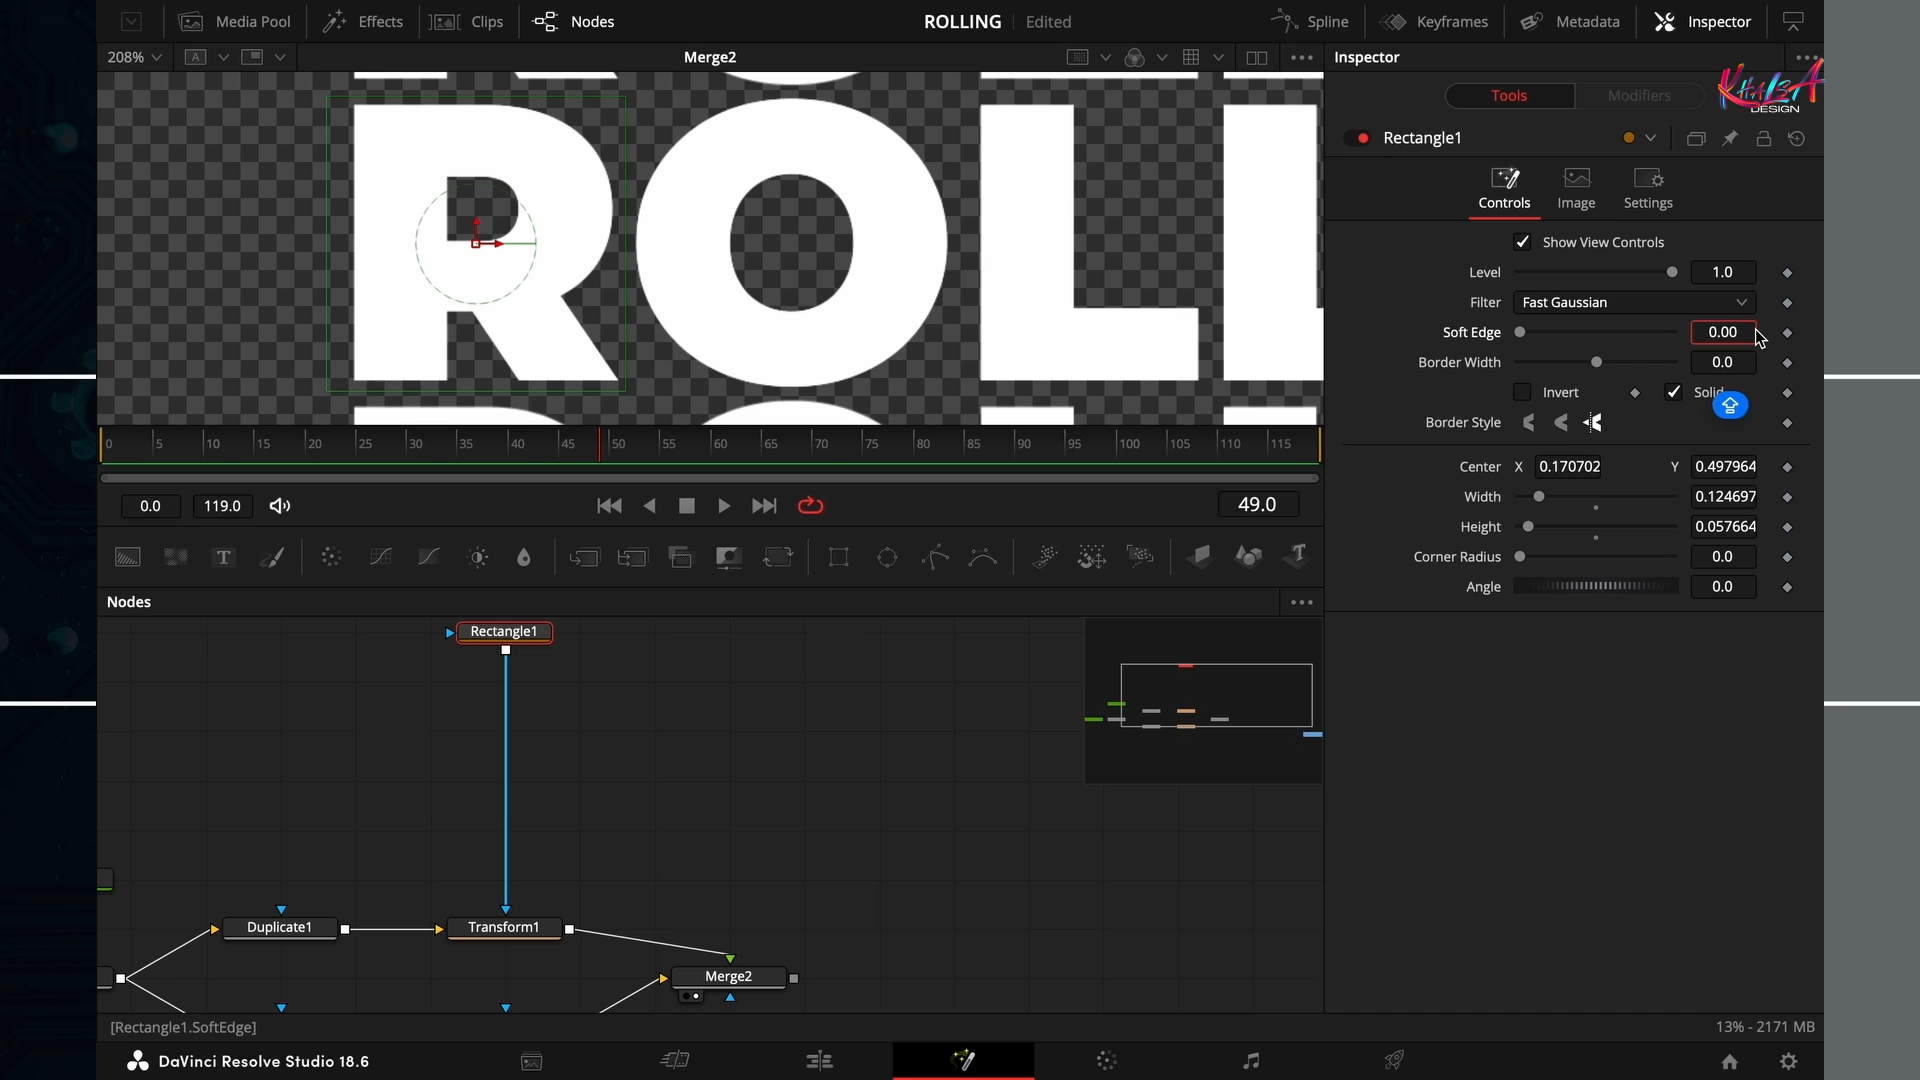 Media Pool
Effects
Clips
Nodes
ROLLING
Edited
Spline
Keyframes
Metadata
Inspector
208%
A
Merge2
Inspector
KHALSA
DESIGN
Tools
Modifiers
Rectangle1
Controls
Image
Settings
Show View Controls
Level 1.0
Filter Fast Gaussian
Soft Edge 0.00
Border Width 0.0
Invert
Solid
Border Style
Center X 0.170702 Y 0.497964
Width 0.124697
Height 0.057664
Corner Radius 0.0
Angle 0.0
ROLL
0 5 10 15 20 25 30 35 40 45 50 55 60 65 70 75 80 85 90 95 100 105 110 115
0.0
119.0
49.0
T
T
Nodes
Rectangle1
Duplicate1
Transform1
Merge2
[Rectangle1.SoftEdge]
13% - 2171 MB
DaVinci Resolve Studio 18.6